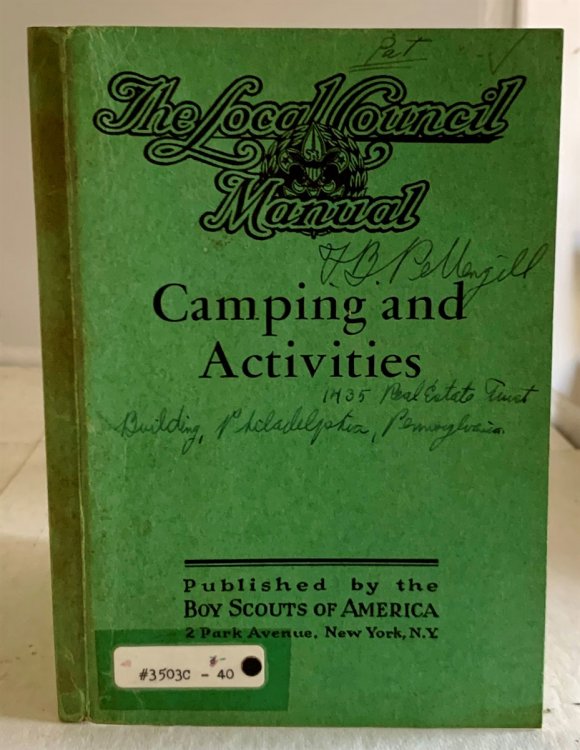 Pat
The Local Council
Manual
F. B. Pettengill
Camping and
Activities
1435 Real Estate Trust
Building, Philadelphia, Pennsylvania.
Published by the
BOY SCOUTS OF AMERICA
2 Park Avenue, New York, N.Y.
#3503C - 40